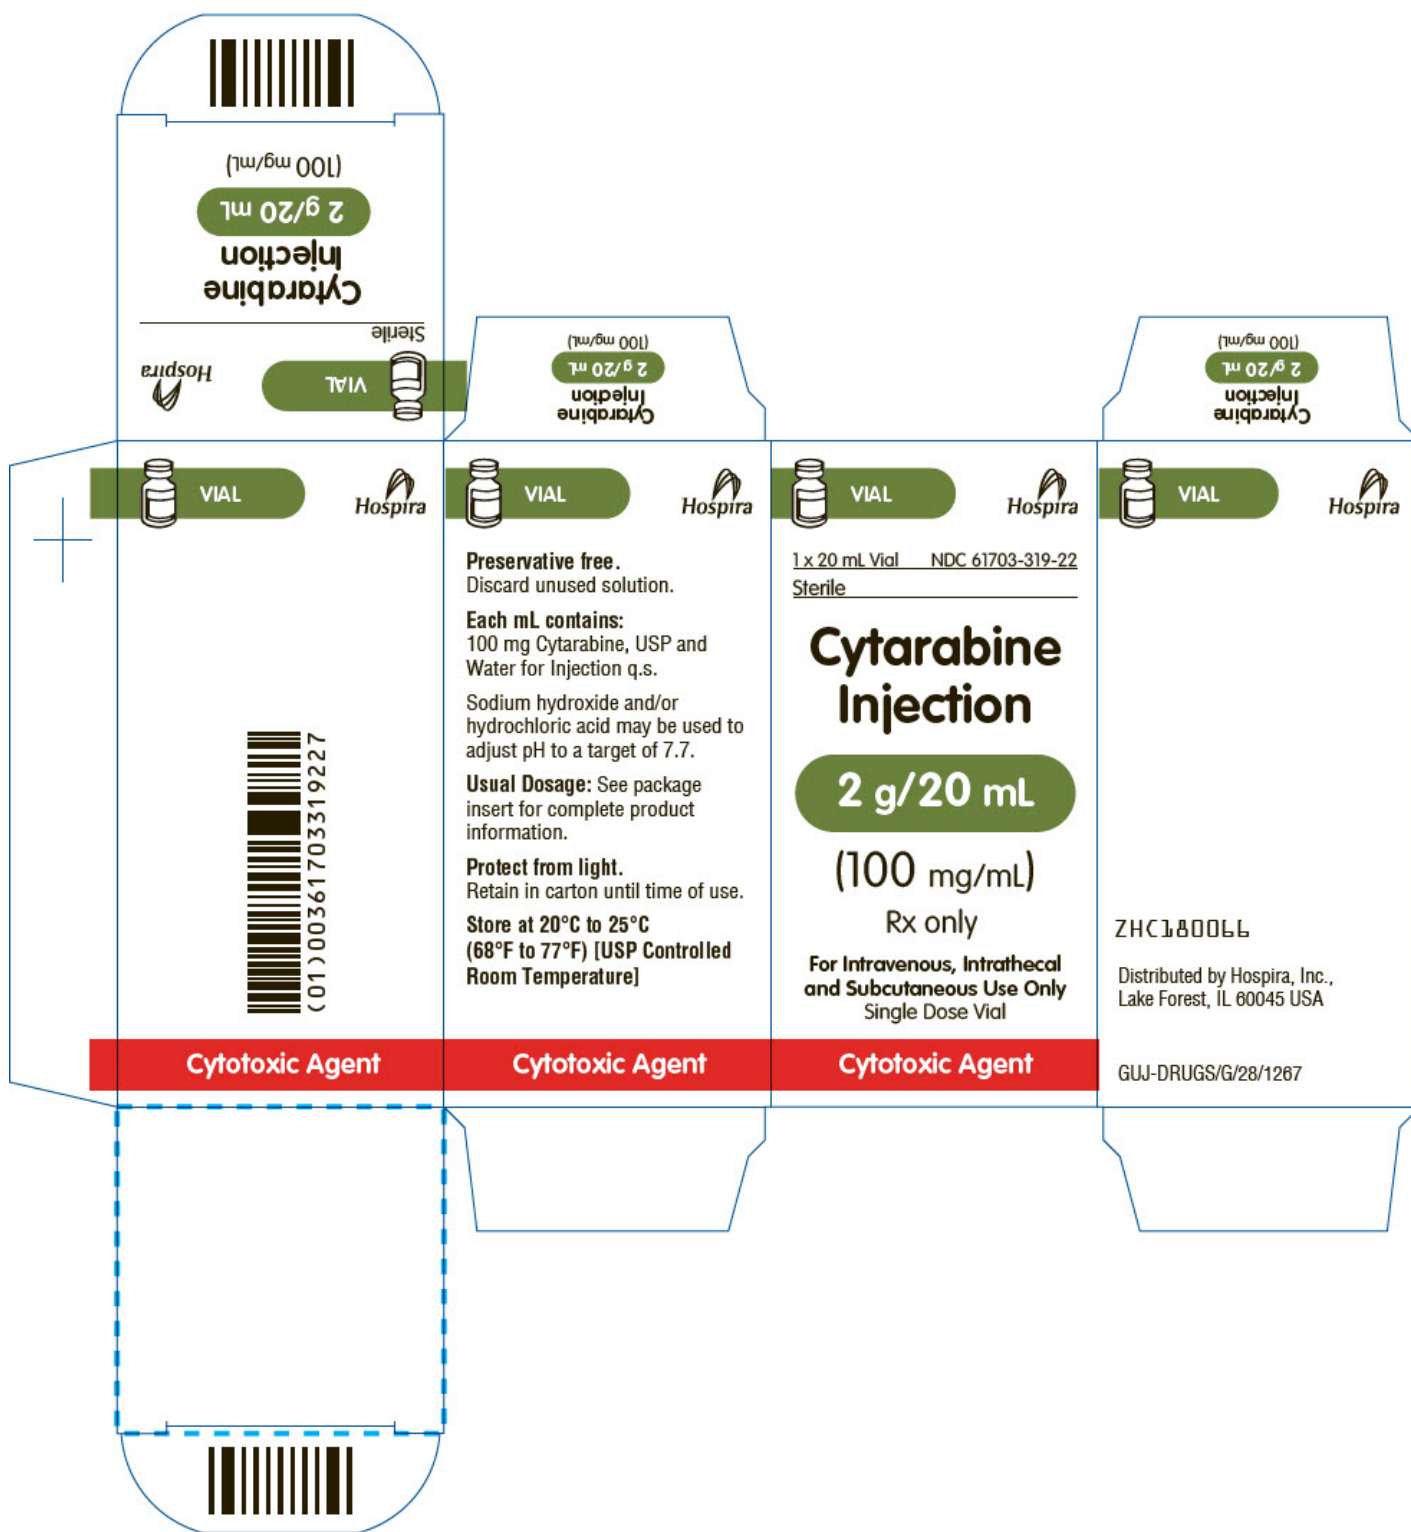 (100 mg/mL)
2 g/20 mL
Cytarabine
Injection
Sterile
VIAL
Hospira
(100 mg/mL)
2 g/20 mL
Cytarabine
Injection
(100 mg/mL)
2 g/20 mL
Cytarabine
Injection
VIAL
Hospira
(01)00361703319227
Cytotoxic Agent
VIAL
Hospira
Preservative free.
Discard unused solution.
Each mL contains:
100 mg Cytarabine, USP and
Water for Injection q.s.
Sodium hydroxide and/or
hydrochloric acid may be used to
adjust pH to a target of 7.7.
Usual Dosage: See package
insert for complete product
information.
Protect from light.
Retain in carton until time of use.
Store at 20°C to 25°C
(68°F to 77°F) [USP Controlled
Room Temperature]
Cytotoxic Agent
VIAL
Hospira
1 x 20 mL Vial NDC 61703-319-22
Sterile
Cytarabine
Injection
2 g/20 mL
(100 mg/mL)
Rx only
For Intravenous, Intrathecal
and Subcutaneous Use Only
Single Dose Vial
Cytotoxic Agent
VIAL
Hospira
ZHC180066
Distributed by Hospira, Inc.,
Lake Forest, IL 60045 USA
GUJ-DRUGS/G/28/1267